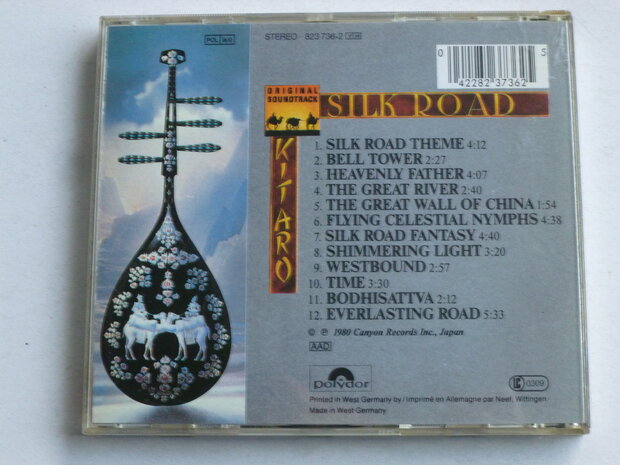 POL 900
STEREO · 823 736-2
0 42282 37362 5
ORIGINAL
SOUNDTRACK
SILK ROAD
KITARO
1. SILK ROAD THEME 4:12
2. BELL TOWER 2:27
3. HEAVENLY FATHER 4:07
4. THE GREAT RIVER 2:40
5. THE GREAT WALL OF CHINA 1:54
6. FLYING CELESTIAL NYMPHS 4:38
7. SILK ROAD FANTASY 4:40
8. SHIMMERING LIGHT 3:20
9. WESTBOUND 2:57
10. TIME 3:30
11. BODHISATTVA 2:12
12. EVERLASTING ROAD 5:33
© ℗ 1980 Canyon Records Inc., Japan
AAD
polydor
LC 0309
Printed in West Germany by / Imprimé en Allemagne par Neef, Wittingen
Made in West Germany